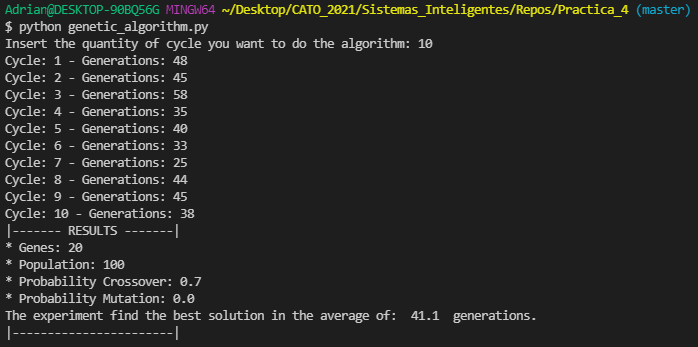 Adrian@DESKTOP-90BQ56G MINGW64 ~/Desktop/CATO_2021/Sistemas_Inteligentes/Repos/Practica_4 (master)
$ python genetic_algorithm.py
Insert the quantity of cycle you want to do the algorithm: 10
Cycle: 1 - Generations: 48
Cycle: 2 - Generations: 45
Cycle: 3 - Generations: 58
Cycle: 4 - Generations: 35
Cycle: 5 - Generations: 40
Cycle: 6 - Generations: 33
Cycle: 7 - Generations: 25
Cycle: 8 - Generations: 44
Cycle: 9 - Generations: 45
Cycle: 10 - Generations: 38
|------- RESULTS -------|
* Genes: 20
* Population: 100
* Probability Crossover: 0.7
* Probability Mutation: 0.0
The experiment find the best solution in the average of:  41.1  generations.
|-----------------------|